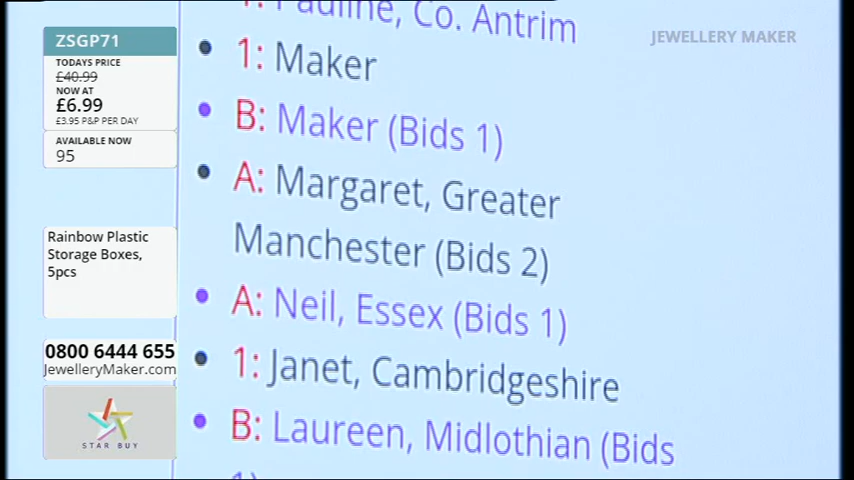 ZSGP71
TODAYS PRICE
£40.99
NOW AT
£6.99
£3.95 P&P PER DAY
AVAILABLE NOW
95
Rainbow Plastic
Storage Boxes,
5pcs
0800 6444 655
JewelleryMaker.com
STAR BUY
JEWELLERY MAKER
1: Pauline, Co. Antrim
1: Maker
B: Maker (Bids 1)
A: Margaret, Greater
Manchester (Bids 2)
A: Neil, Essex (Bids 1)
1: Janet, Cambridgeshire
B: Laureen, Midlothian (Bids
1)